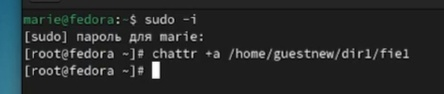 marie@fedora:~$ sudo -i
[sudo] пароль для marie:
[root@fedora ~]# chattr +a /home/guestnew/dir1/fie1
[root@fedora ~]#